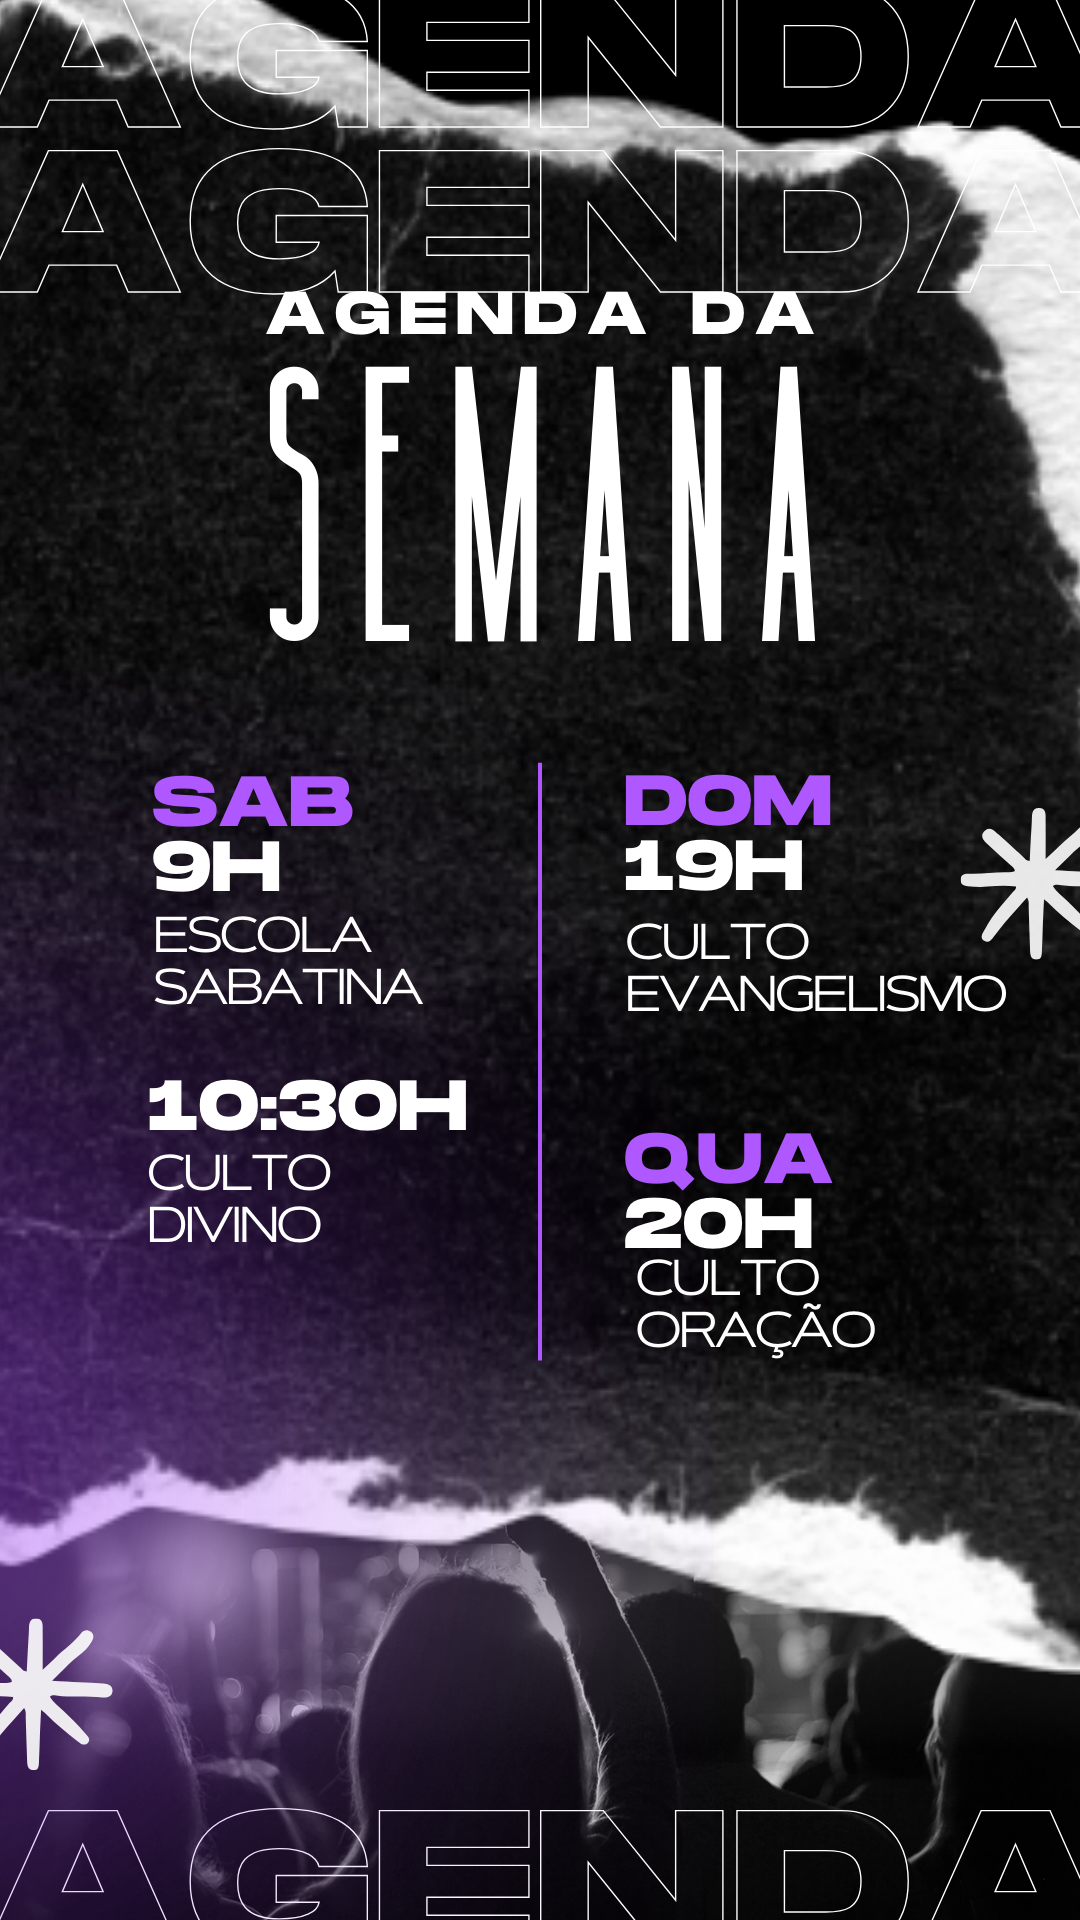 AGENDA
AGENDA
AGENDA DA
SEMANA
SAB
9H
ESCOLA
SABATINA
10:30H
CULTO
DIVINO
DOM
19H
CULTO
EVANGELISMO
QUA
20H
CULTO
ORAÇÃO
AGENDA